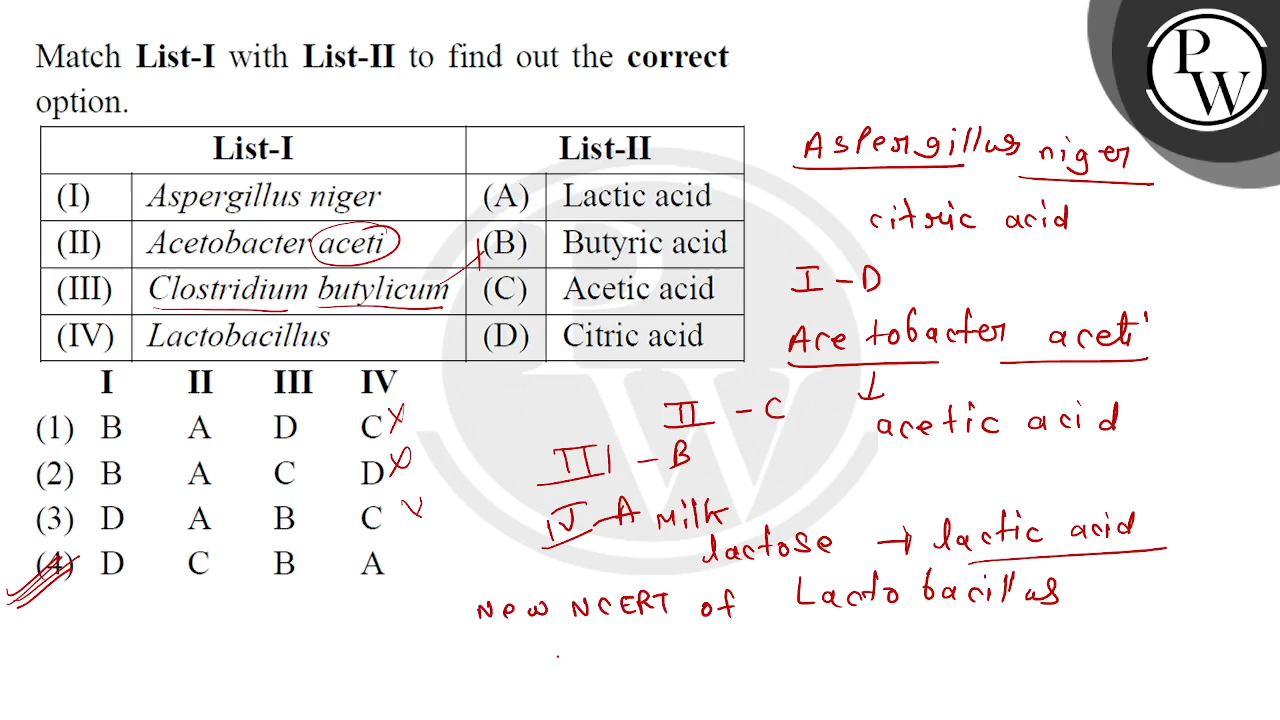 Match List-I with List-II to find out the correct
option.
List-I List-II
(I) Aspergillus niger (A) Lactic acid
(II) Acetobacter aceti (B) Butyric acid
(III) Clostridium butylicum (C) Acetic acid
(IV) Lactobacillus (D) Citric acid
I II III IV
(1) B A D C
(2) B A C D
(3) D A B C
(4) D C B A
PW
Aspergillus niger
citric acid
I - D
Acetobacter aceti
acetic acid
II - C
III - B
IV - A Milk
lactose → lactic acid
Lactobacillus
New NCERT of